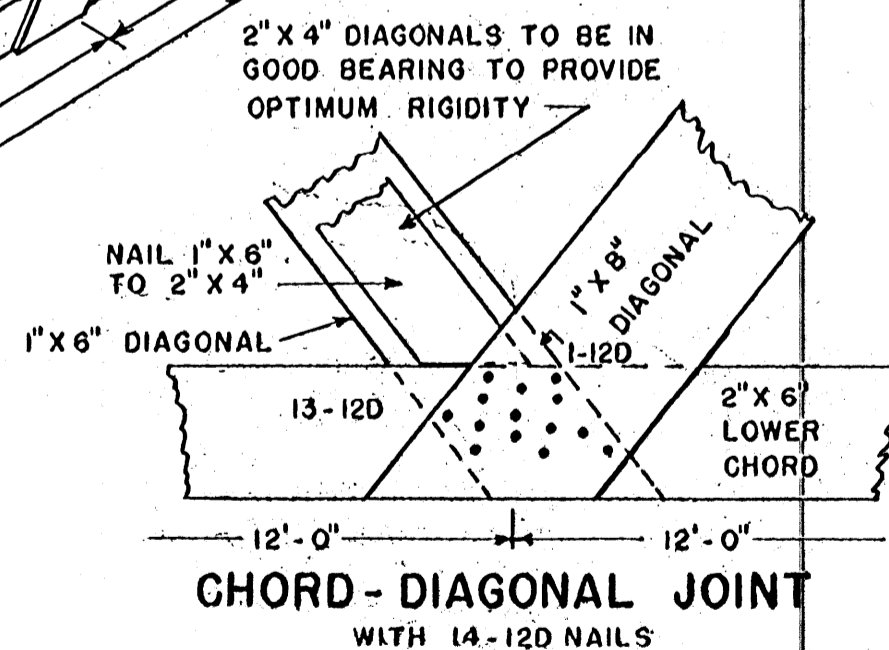 2" X 4" DIAGONALS TO BE IN
GOOD BEARING TO PROVIDE
OPTIMUM RIGIDITY
NAIL 1" X 6"
TO 2" X 4"
1" X 6" DIAGONAL
1" X 8"
DIAGONAL
1-12D
13-12D
2" X 6"
LOWER
CHORD
12'-0"
12'-0"
CHORD-DIAGONAL JOINT
WITH 14-12D NAILS